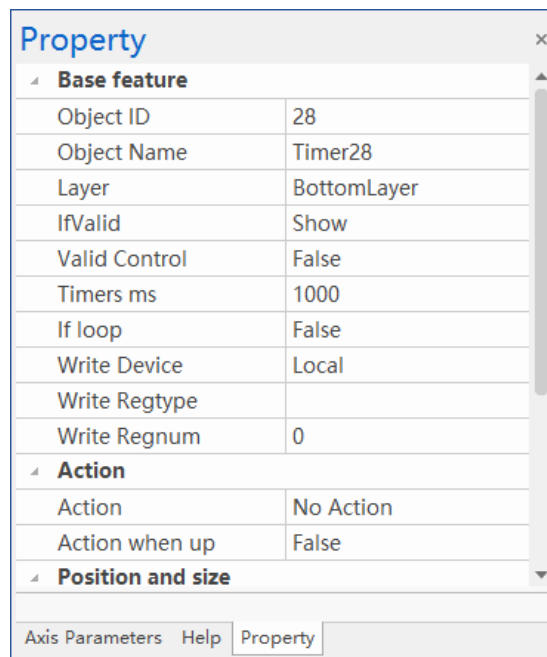 Property
Base feature
Object ID 28
Object Name Timer28
Layer BottomLayer
IfValid Show
Valid Control False
Timers ms 1000
If loop False
Write Device Local
Write Regtype
Write Regnum 0
Action
Action No Action
Action when up False
Position and size
Axis Parameters Help Property